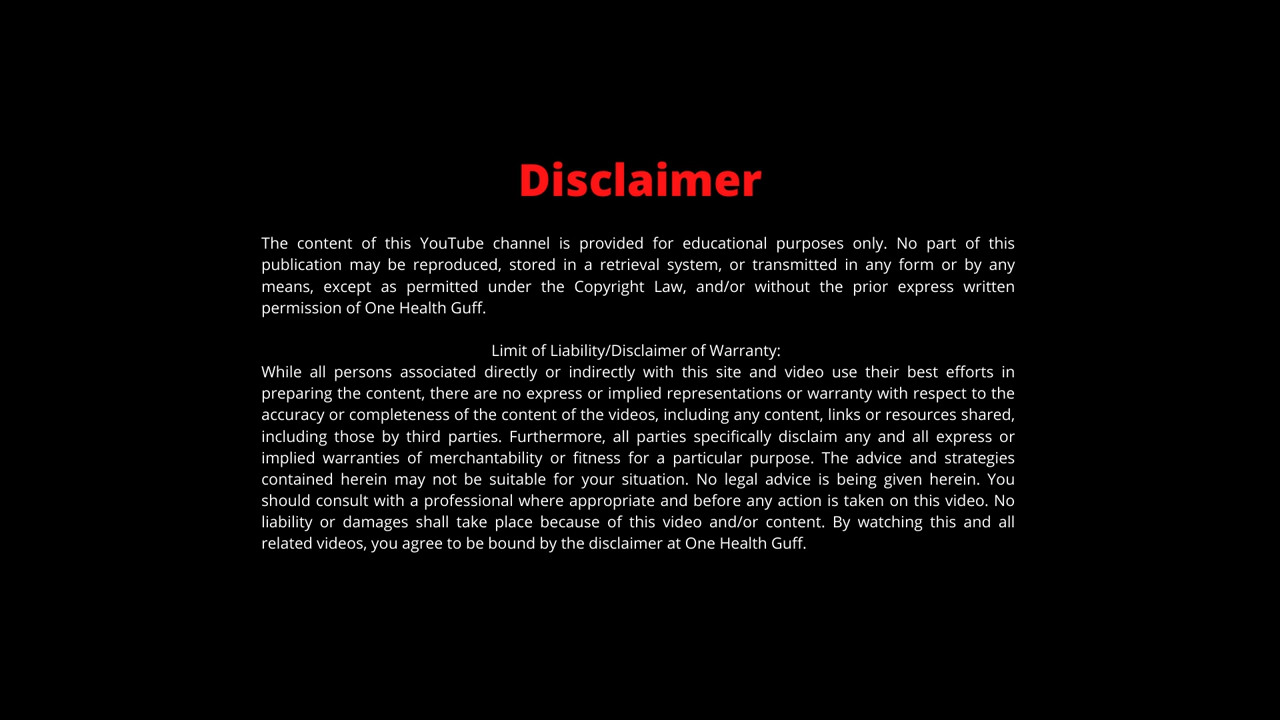 Disclaimer
The content of this YouTube channel is provided for educational purposes only. No part of this
publication may be reproduced, stored in a retrieval system, or transmitted in any form or by any
means, except as permitted under the Copyright Law, and/or without the prior express written
permission of One Health Guff.
Limit of Liability/Disclaimer of Warranty:
While all persons associated directly or indirectly with this site and video use their best efforts in
preparing the content, there are no express or implied representations or warranty with respect to the
accuracy or completeness of the content of the videos, including any content, links or resources shared,
including those by third parties. Furthermore, all parties specifically disclaim any and all express or
implied warranties of merchantability or fitness for a particular purpose. The advice and strategies
contained herein may not be suitable for your situation. No legal advice is being given herein. You
should consult with a professional where appropriate and before any action is taken on this video. No
liability or damages shall take place because of this video and/or content. By watching this and all
related videos, you agree to be bound by the disclaimer at One Health Guff.